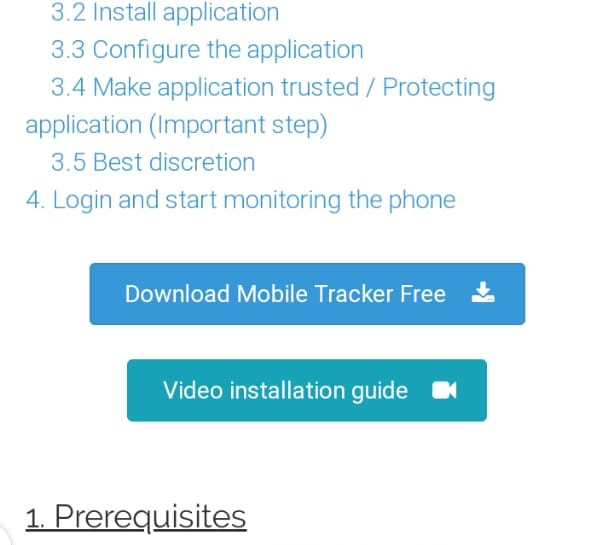 3.2 Install application
3.3 Configure the application
3.4 Make application trusted / Protecting
application (Important step)
3.5 Best discretion
4. Login and start monitoring the phone
Download Mobile Tracker Free
Video installation guide
1. Prerequisites